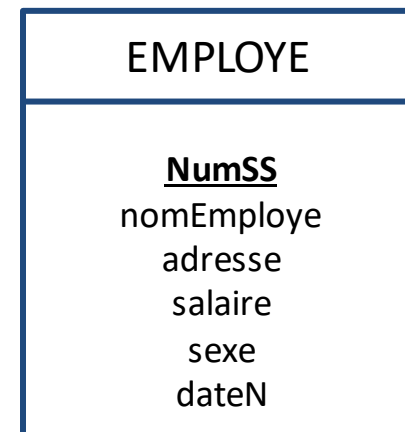 EMPLOYE
NumSS
nomEmploye
adresse
salaire
sexe
dateN